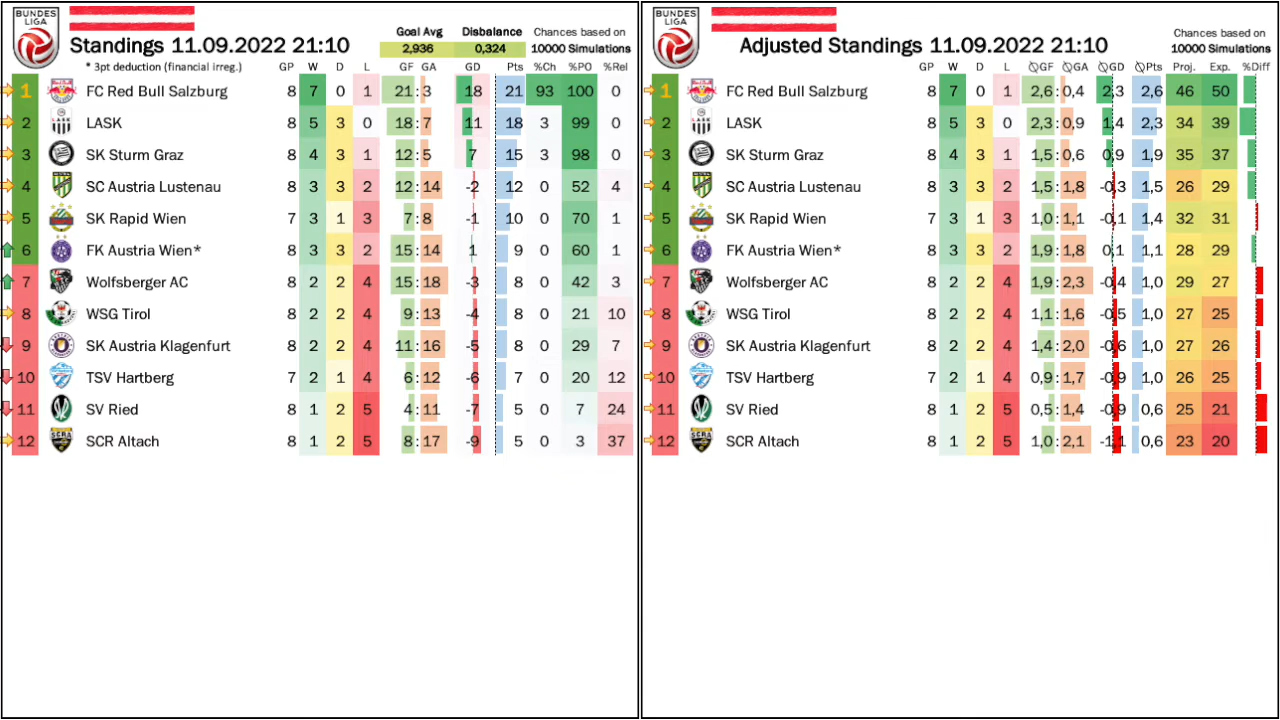 BUNDES
LIGA
Standings 11.09.2022 21:10
* 3pt deduction (financial irreg.)
Goal Avg Disbalance Chances based on
2,936 0,324 10000 Simulations
GP W D L GF GA GD Pts %Ch %PO %Rel
1 FC Red Bull Salzburg 8 7 0 1 21:3 18 21 93 100 0
2 LASK 8 5 3 0 18:7 11 18 3 99 0
3 SK Sturm Graz 8 4 3 1 12:5 7 15 3 98 0
4 SC Austria Lustenau 8 3 3 2 12:14 -2 12 0 52 4
5 SK Rapid Wien 7 3 1 3 7:8 -1 10 0 70 1
6 FK Austria Wien* 8 3 3 2 15:14 1 9 0 60 1
7 Wolfsberger AC 8 2 2 4 15:18 -3 8 0 42 3
8 WSG Tirol 8 2 2 4 9:13 -4 8 0 21 10
9 SK Austria Klagenfurt 8 2 2 4 11:16 -5 8 0 29 7
10 TSV Hartberg 7 2 1 4 6:12 -6 7 0 20 12
11 SV Ried 8 1 2 5 4:11 -7 5 0 7 24
12 SCR Altach 8 1 2 5 8:17 -9 5 0 3 37
BUNDES
LIGA
Adjusted Standings 11.09.2022 21:10
Chances based on
10000 Simulations
GP W D L ∅GF ∅GA ∅GD ∅Pts Proj. Exp. %Diff
1 FC Red Bull Salzburg 8 7 0 1 2,6:0,4 2,3 2,6 46 50
2 LASK 8 5 3 0 2,3:0,9 1,4 2,3 34 39
3 SK Sturm Graz 8 4 3 1 1,5:0,6 0,9 1,9 35 37
4 SC Austria Lustenau 8 3 3 2 1,5:1,8 -0,3 1,5 26 29
5 SK Rapid Wien 7 3 1 3 1,0:1,1 -0,1 1,4 32 31
6 FK Austria Wien* 8 3 3 2 1,9:1,8 0,1 1,1 28 29
7 Wolfsberger AC 8 2 2 4 1,9:2,3 -0,4 1,0 29 27
8 WSG Tirol 8 2 2 4 1,1:1,6 -0,5 1,0 27 25
9 SK Austria Klagenfurt 8 2 2 4 1,4:2,0 -0,6 1,0 27 26
10 TSV Hartberg 7 2 1 4 0,9:1,7 -0,9 1,0 26 25
11 SV Ried 8 1 2 5 0,5:1,4 -0,9 0,6 25 21
12 SCR Altach 8 1 2 5 1,0:2,1 -1,1 0,6 23 20